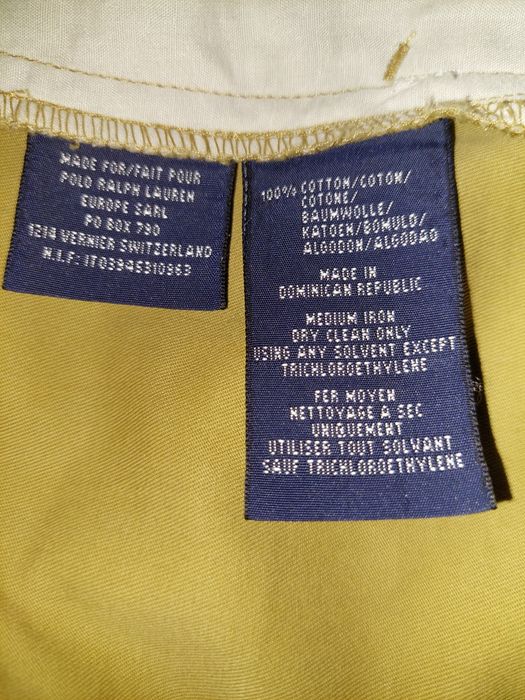 MADE FOR/FAIT POUR
POLO RALPH LAUREN
EUROPE SARL
PO BOX 790
1214 VERNIER SWITZERLAND
N.I.F: IT03945310963
100% COTTON/COTON/
COTONE/
BAUMWOLLE/
KATOEN/BOMULD/
ALGODON/ALGODAO
MADE IN
DOMINICAN REPUBLIC
MEDIUM IRON
DRY CLEAN ONLY
USING ANY SOLVENT EXCEPT
TRICHLOROETHYLENE
FER MOYEN
NETTOYAGE A SEC
UNIQUEMENT
UTILISER TOUT SOLVANT
SAUF TRICHLOROETHYLENE